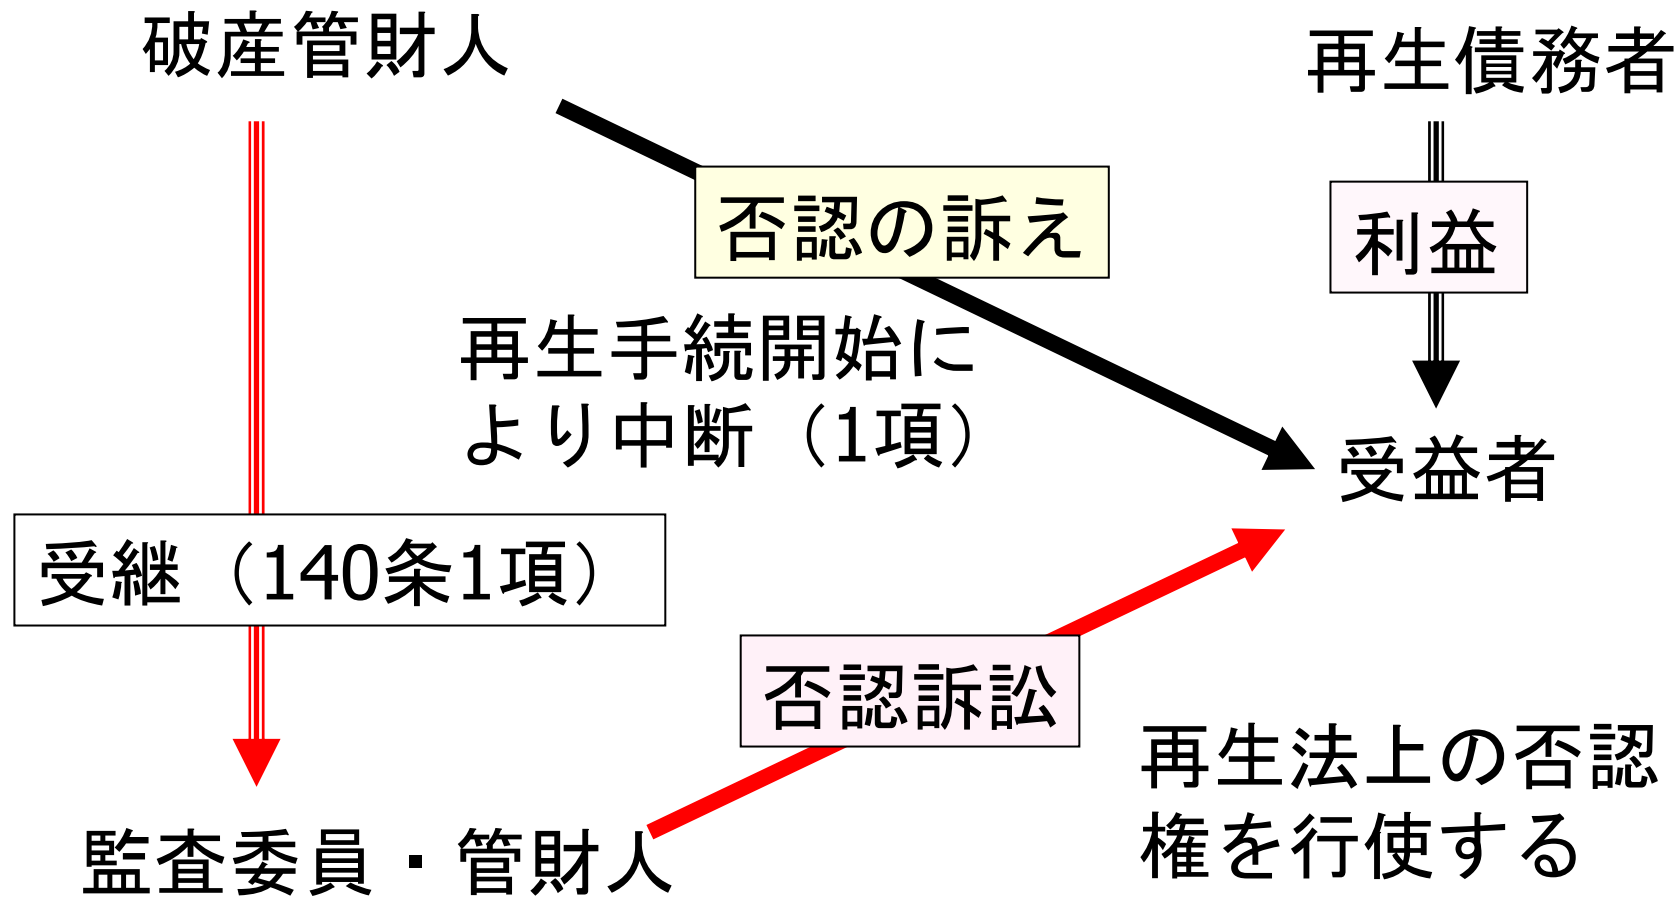 破産管財人
再生債務者
否認の訴え
利益
再生手続開始に
より中断（1項）
受益者
受継（140条1項）
否認訴訟
再生法上の否認
権を行使する
監査委員・管財人